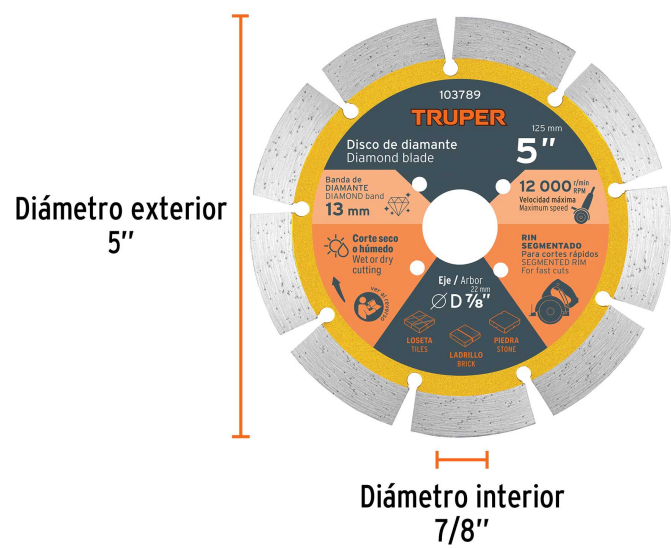 103789
TRUPER
125 mm
Disco de diamante
Diamond blade
5"
Banda de
DIAMANTE
DIAMOND band
13 mm
12 000 r/min
RPM
Velocidad máxima
Maximum speed
Diámetro exterior
5"
Corte seco
o húmedo
Wet or dry
cutting
RIN
SEGMENTADO
Para cortes rápidos
SEGMENTED RIM
For fast cuts
Eje / Arbor
22 mm
Ø D 7/8"
ver al reverso
LOSETA
TILES
LADRILLO
BRICK
PIEDRA
STONE
Diámetro interior
7/8"